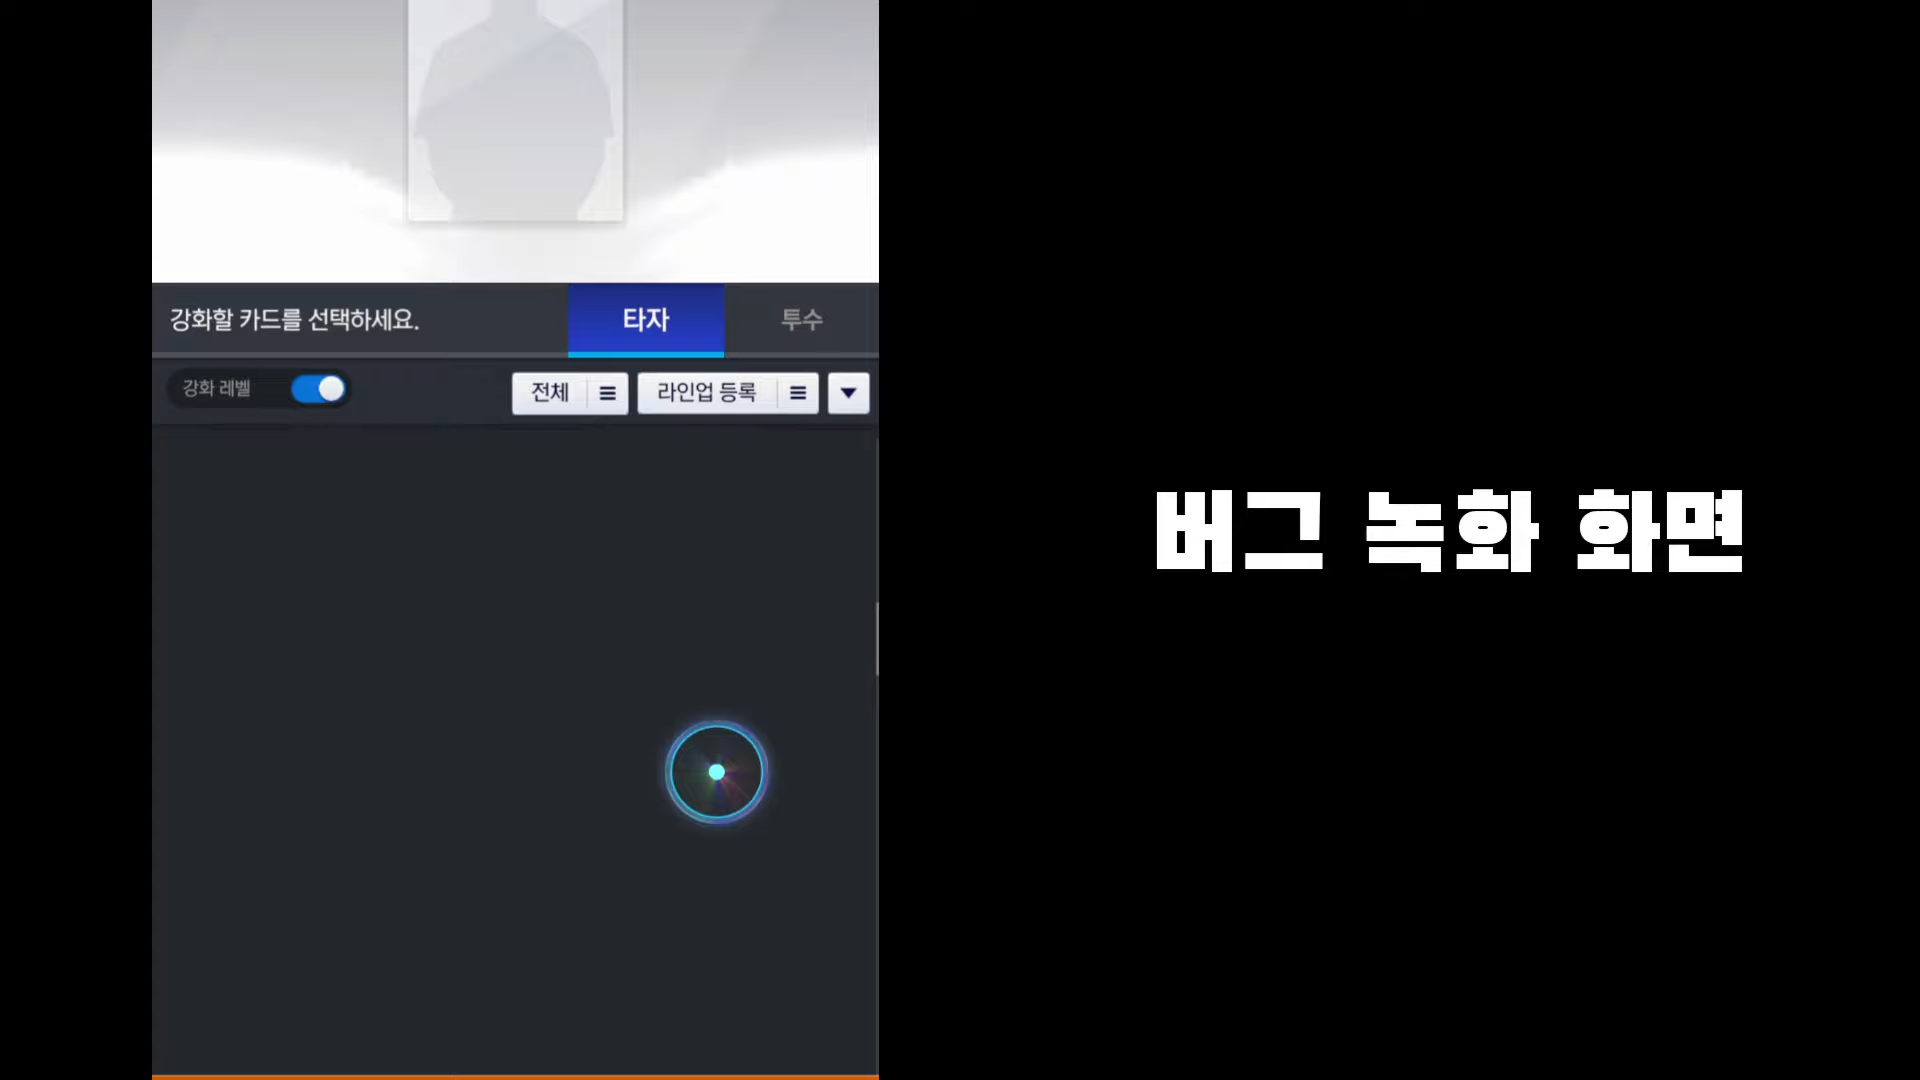 강화할 카드를 선택하세요.
타자
투수
강화 레벨
전체
라인업 등록
버그 녹화 화면